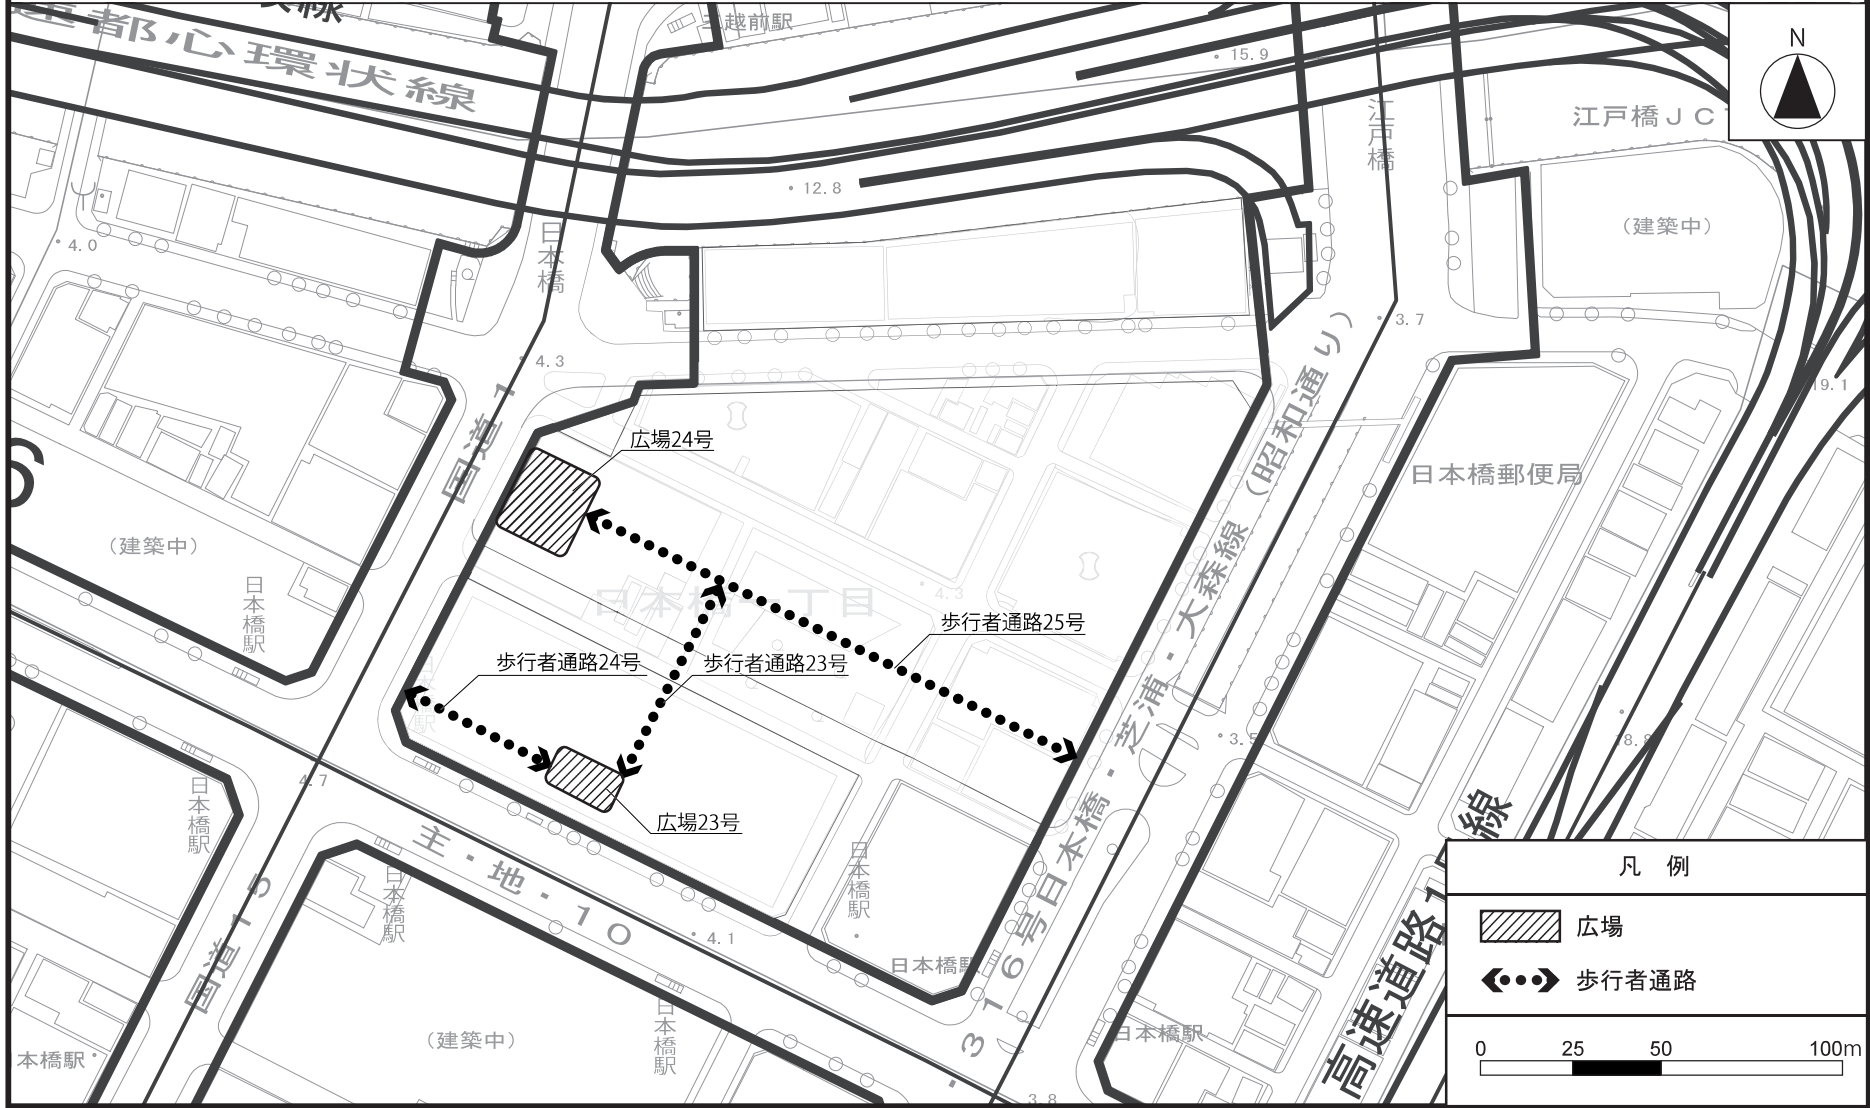 都心環状線
三越前駅
15.9
N
江戸橋
江戸橋JC
12.8
(建築中)
4.0
日本橋
3.7
4.3
国道1
19.1
広場24号
日本橋郵便局
6
(建築中)
日本橋駅
日本橋一丁目
4.3
歩行者通路25号
歩行者通路24号
歩行者通路23号
3.5
18.8
4.7
日本橋駅
広場23号
主・地・10
日本橋駅
日本橋駅
国道15
4.1
日本橋駅
・316号日本橋・芝浦・大森線(昭和通り)
高速道路1号線
(建築中)
日本橋駅
日本橋駅
本橋駅
3.8
凡 例
広場
歩行者通路
0 25 50 100m